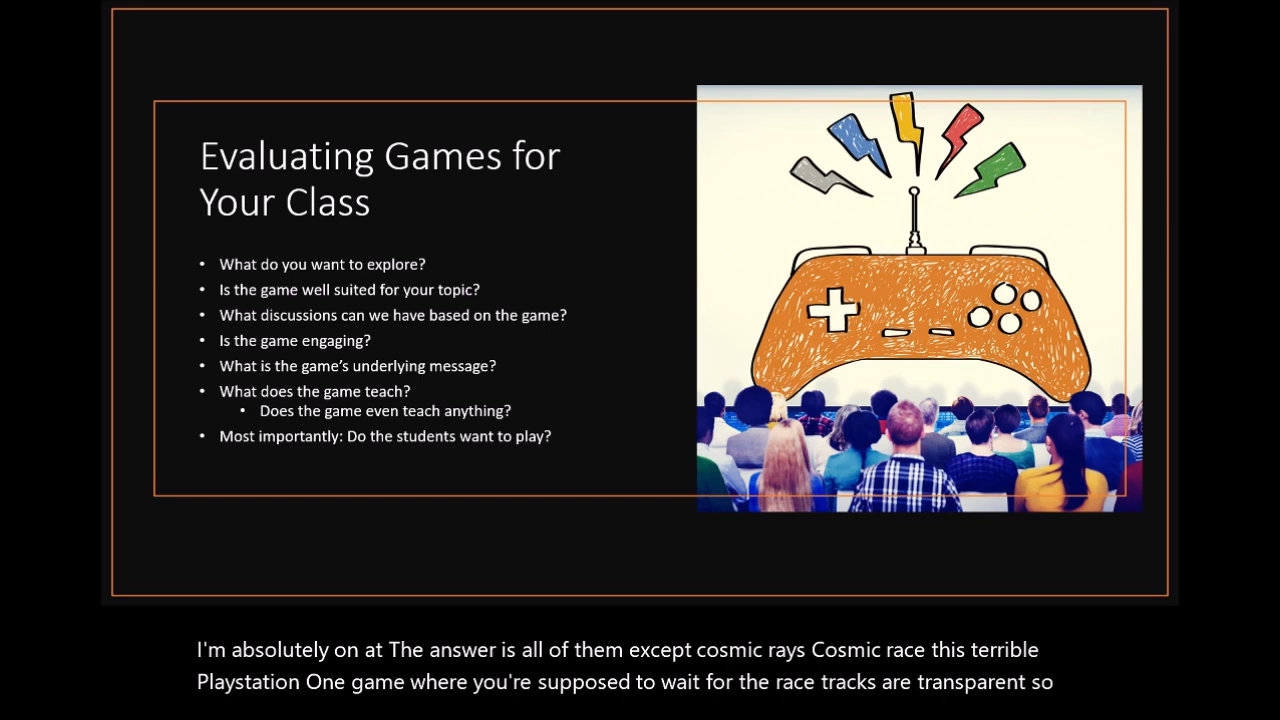 Evaluating Games for
Your Class
• What do you want to explore?
• Is the game well suited for your topic?
• What discussions can we have based on the game?
• Is the game engaging?
• What is the game's underlying message?
• What does the game teach?
• Does the game even teach anything?
• Most importantly: Do the students want to play?
I'm absolutely on at The answer is all of them except cosmic rays Cosmic race this terrible
Playstation One game where you're supposed to wait for the race tracks are transparent so